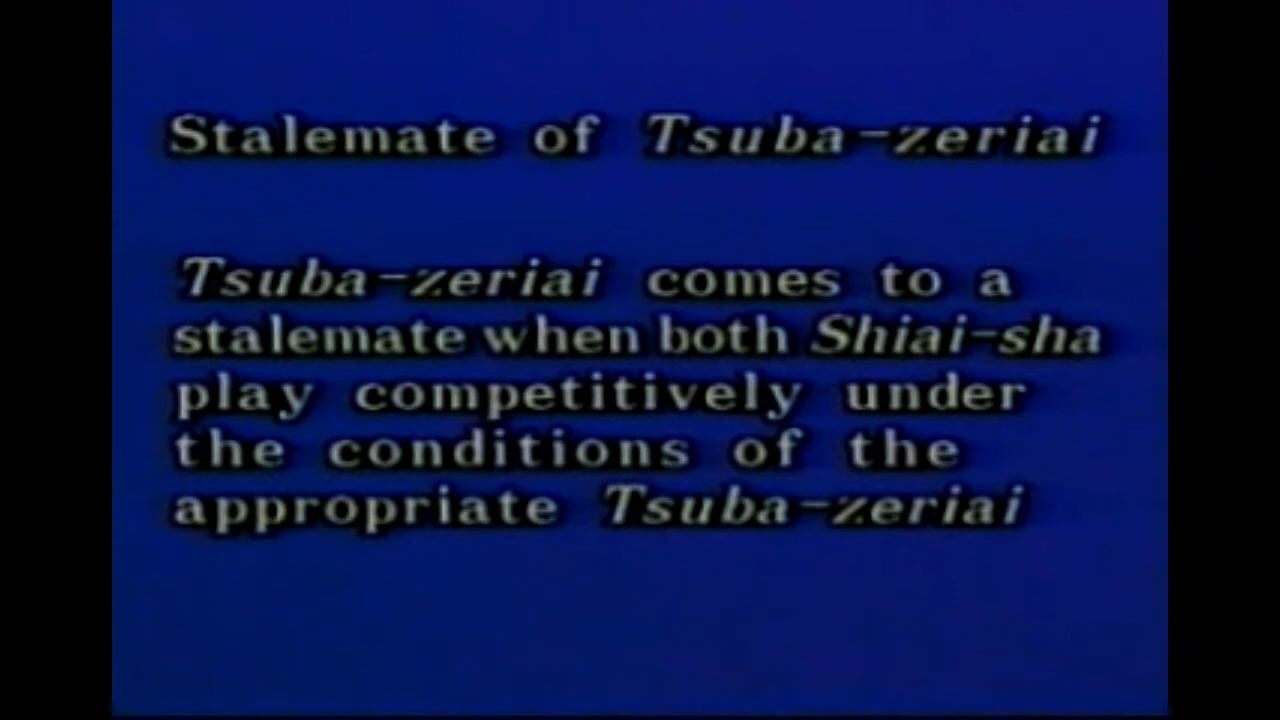 Stalemate of Tsuba-zeriai
Tsuba-zeriai comes to a
stalemate when both Shiai-sha
play competitively under
the conditions of the
appropriate Tsuba-zeriai